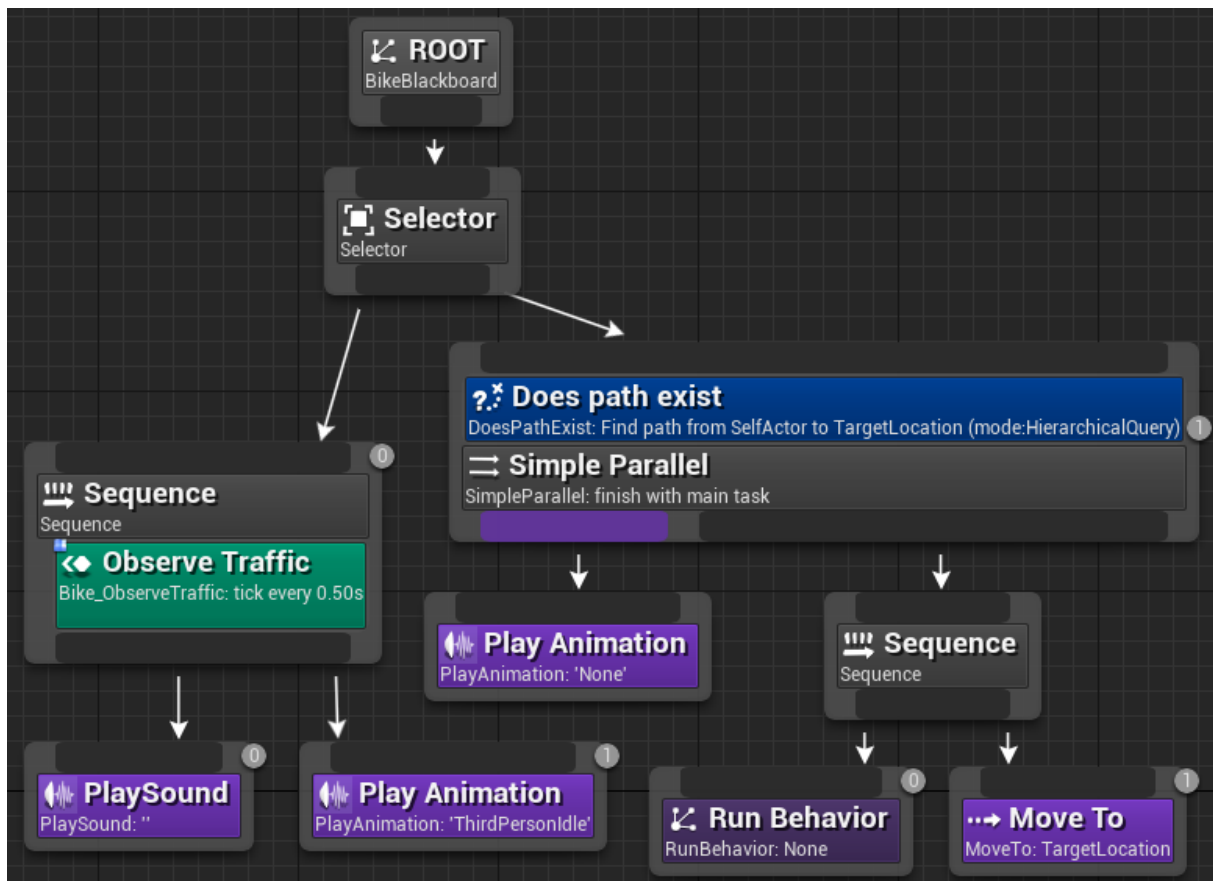 ROOT
BikeBlackboard
Selector
Selector
?
Does path exist
DoesPathExist: Find path from SelfActor to TargetLocation (mode:HierarchicalQuery)
1
Simple Parallel
SimpleParallel: finish with main task
0
Sequence
Sequence
Observe Traffic
Bike_ObserveTraffic: tick every 0.50s
Play Animation
PlayAnimation: 'None'
Sequence
Sequence
0
PlaySound
PlaySound: ''
1
Play Animation
PlayAnimation: 'ThirdPersonIdle'
0
Run Behavior
RunBehavior: None
1
Move To
MoveTo: TargetLocation